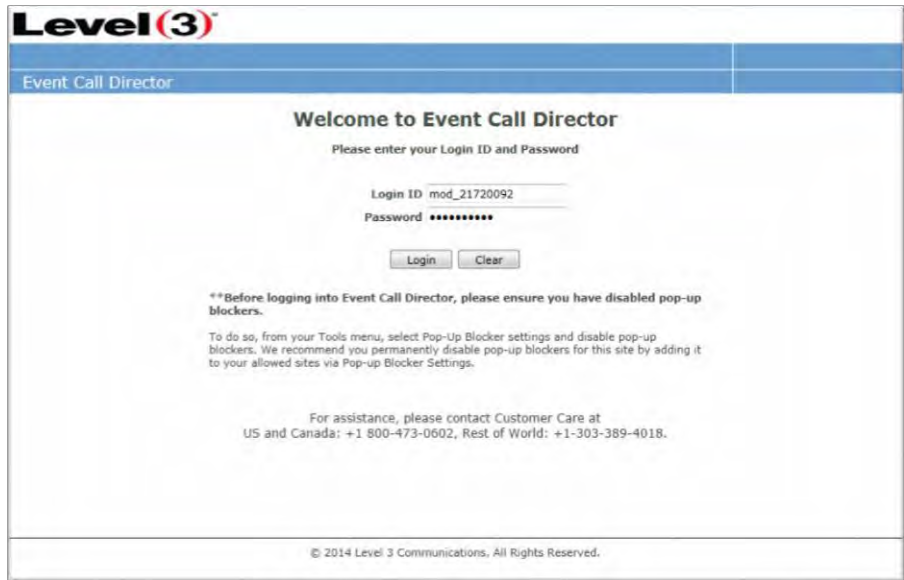 Level(3)®
Event Call Director
Welcome to Event Call Director
Please enter your Login ID and Password
Login ID mod_21720092
Password ••••••••••
Login Clear
**Before logging into Event Call Director, please ensure you have disabled pop-up
blockers.
To do so, from your Tools menu, select Pop-Up Blocker settings and disable pop-up
blockers. We recommend you permanently disable pop-up blockers for this site by adding it
to your allowed sites via Pop-up Blocker Settings.
For assistance, please contact Customer Care at
US and Canada: +1 800-473-0602, Rest of World: +1-303-389-4018.
© 2014 Level 3 Communications. All Rights Reserved.